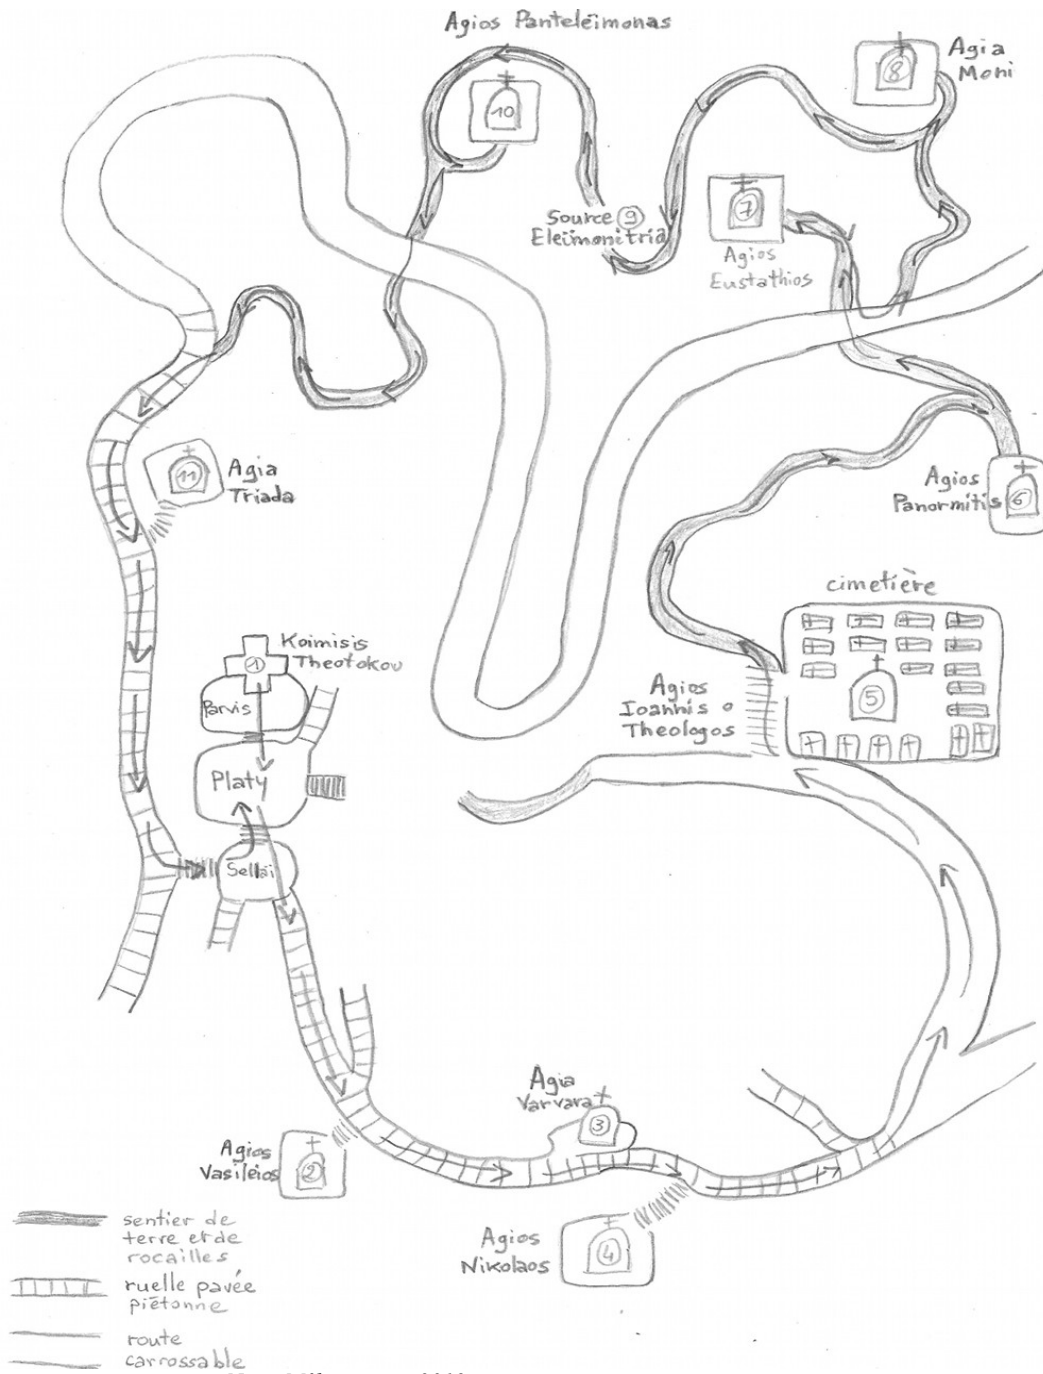 Agios Panteleimonas
10
Agia
Moni
8
7
Agios
Eustathios
Source 9
Eleïmonitria
Agia
Triada
11
Agios
Panormitis
6
cimetière
5
Koimisis
Theotokou
1
Parvis
Platy
Sellaï
Agios
Ioannis o
Theologos
Agia
Varvara
3
Agios
Vasileios
2
Agios
Nikolaos
4
sentier de
terre et de
rocailles
ruelle pavée
piétonne
route
carrossable